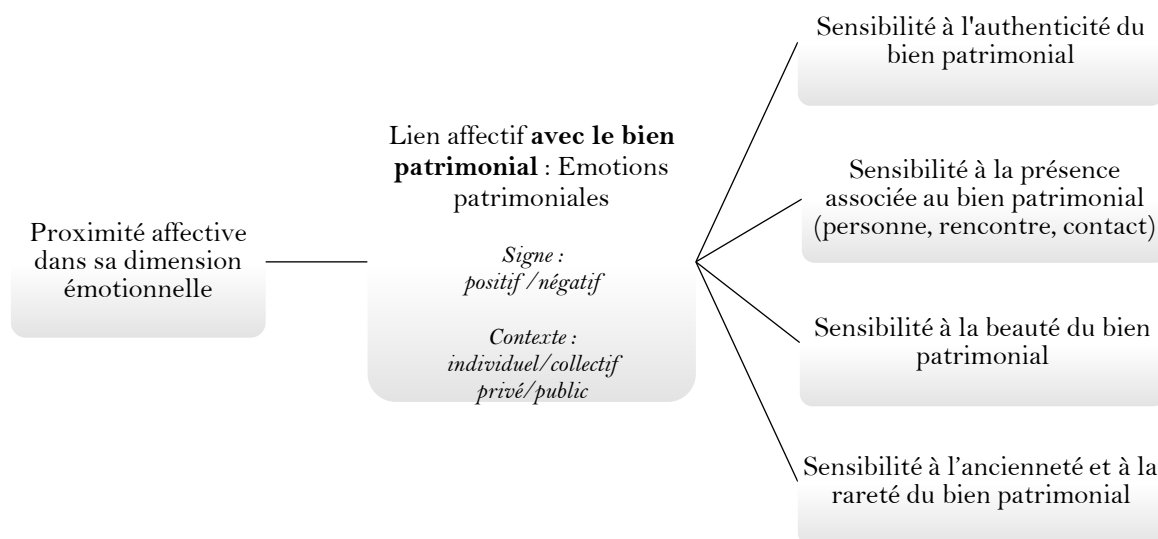 Proximité affective
dans sa dimension
émotionnelle
Lien affectif avec le bien
patrimonial : Emotions
patrimoniales
Signe :
positif /négatif
Contexte :
individuel/collectif
privé/public
Sensibilité à l'authenticité du
bien patrimonial
Sensibilité à la présence
associée au bien patrimonial
(personne, rencontre, contact)
Sensibilité à la beauté du bien
patrimonial
Sensibilité à l’ancienneté et à la
rareté du bien patrimonial